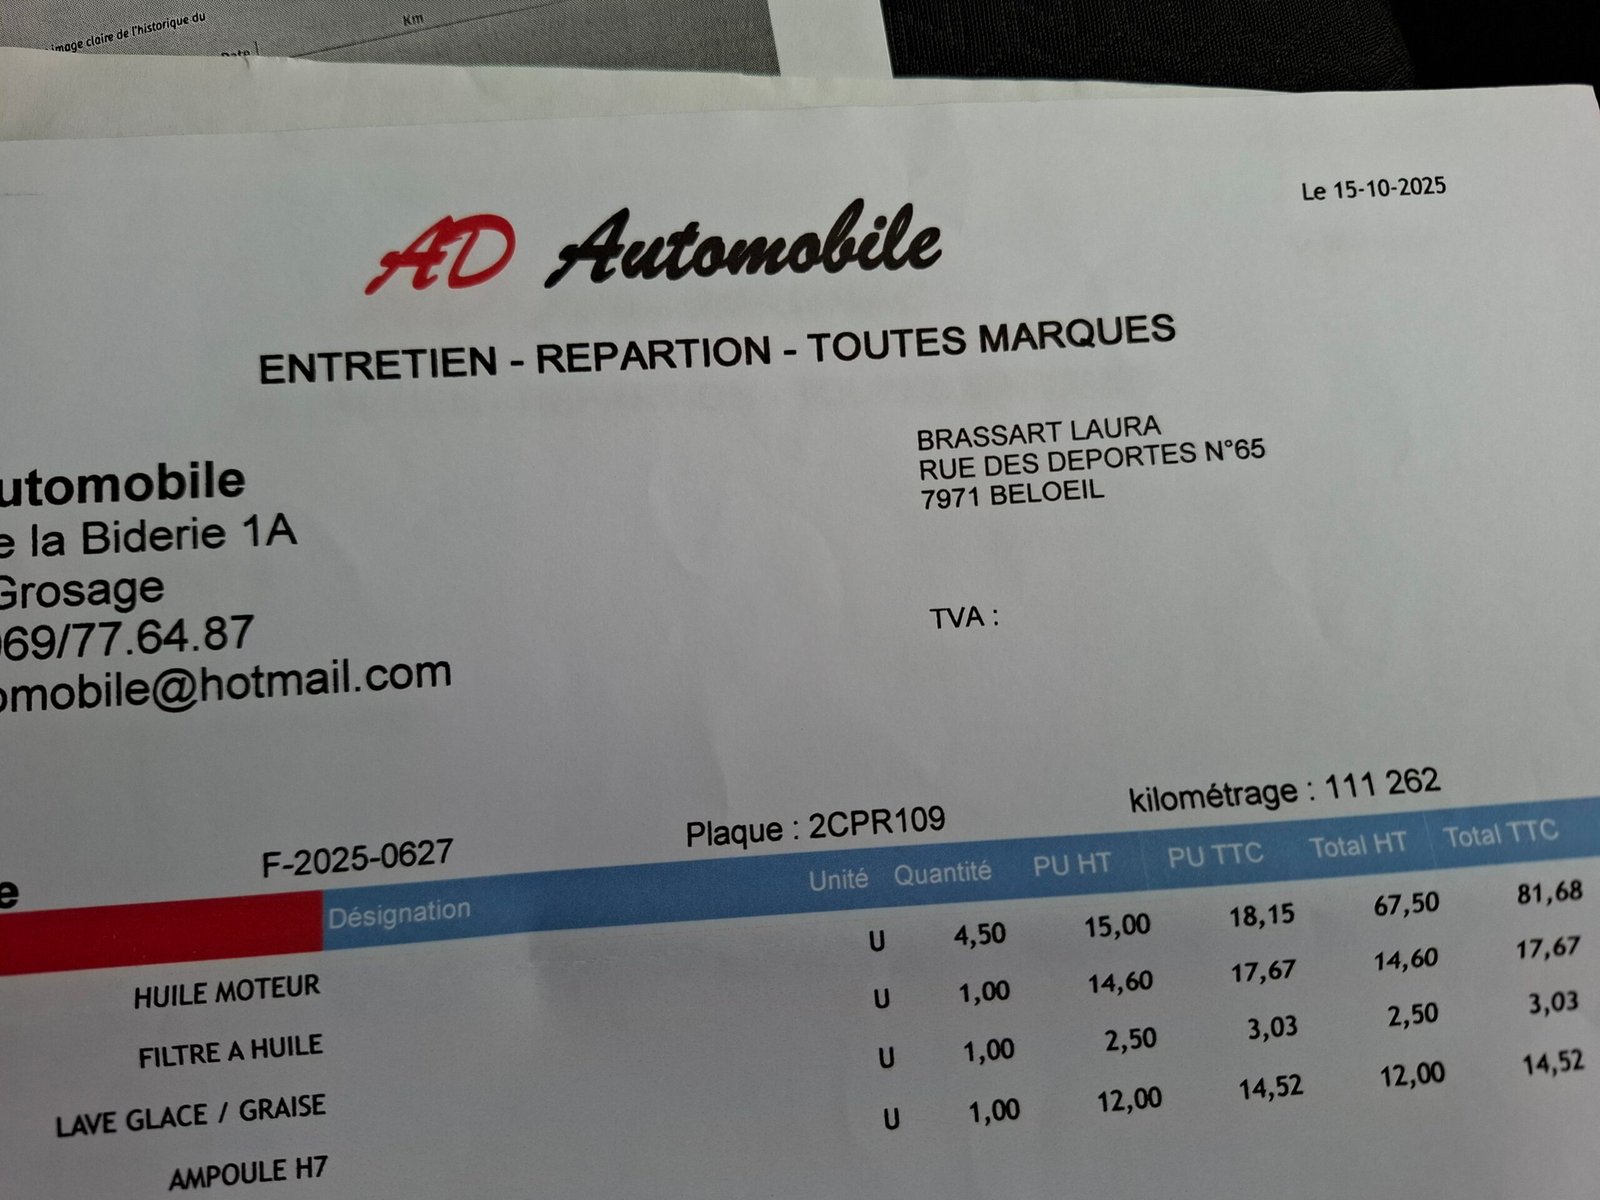 image claire de l'historique du
Km
Date
Le 15-10-2025
AD Automobile
ENTRETIEN - REPARTION - TOUTES MARQUES
BRASSART LAURA
RUE DES DEPORTES N°65
7971 BELOEIL
utomobile
e la Biderie 1A
Grosage
069/77.64.87
omobile@hotmail.com
TVA :
e
F-2025-0627
Plaque : 2CPR109
kilométrage : 111 262
Désignation Unité Quantité PU HT PU TTC Total HT Total TTC
HUILE MOTEUR U 4,50 15,00 18,15 67,50 81,68
FILTRE A HUILE U 1,00 14,60 17,67 14,60 17,67
LAVE GLACE / GRAISE U 1,00 2,50 3,03 2,50 3,03
AMPOULE H7 U 1,00 12,00 14,52 12,00 14,52